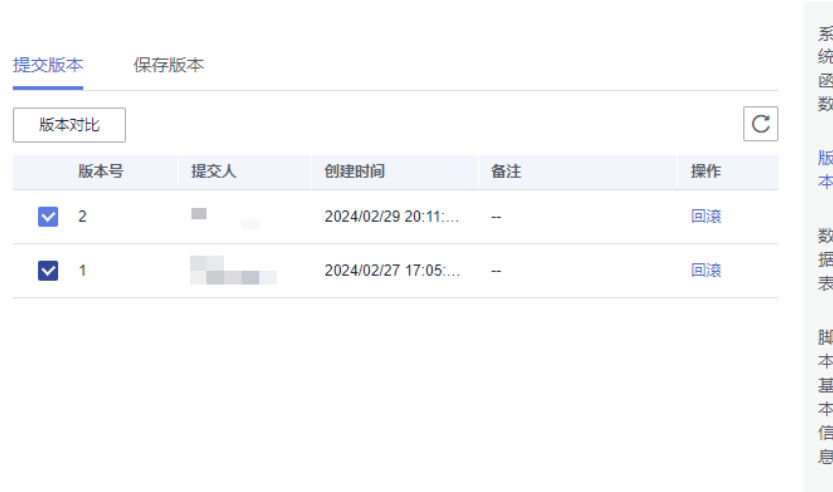 提交版本 保存版本
版本对比
版本号 提交人 创建时间 备注 操作
2 2024/02/29 20:11:... -- 回滚
1 2024/02/27 17:05:... -- 回滚
系统函数
版本
数据表
脚本基本信息